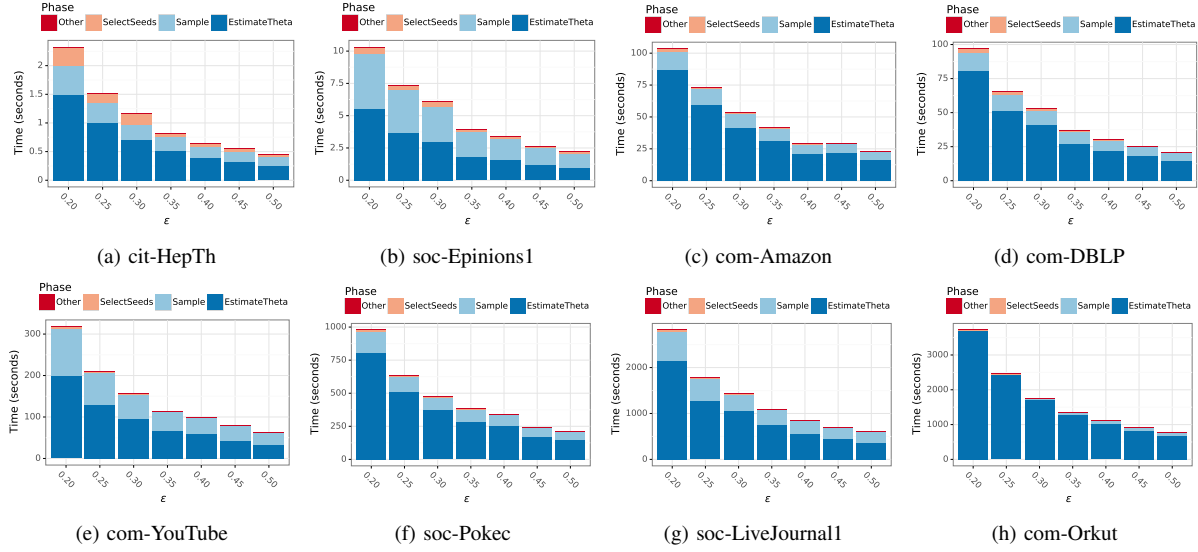 Phase
Other SelectSeeds Sample EstimateTheta
Time (seconds)
2
1.5
1
0.5
0
0.20 0.25 0.30 0.35 0.40 0.45 0.50
ε
(a) cit-HepTh
Phase
Other SelectSeeds Sample EstimateTheta
Time (seconds)
10
7.5
5
2.5
0
0.20 0.25 0.30 0.35 0.40 0.45 0.50
ε
(b) soc-Epinions1
Phase
Other SelectSeeds Sample EstimateTheta
Time (seconds)
100
75
50
25
0
0.20 0.25 0.30 0.35 0.40 0.45 0.50
ε
(c) com-Amazon
Phase
Other SelectSeeds Sample EstimateTheta
Time (seconds)
100
75
50
25
0
0.20 0.25 0.30 0.35 0.40 0.45 0.50
ε
(d) com-DBLP
Phase
Other SelectSeeds Sample EstimateTheta
Time (seconds)
300
200
100
0
0.20 0.25 0.30 0.35 0.40 0.45 0.50
ε
(e) com-YouTube
Phase
Other SelectSeeds Sample EstimateTheta
Time (seconds)
1000
750
500
250
0
0.20 0.25 0.30 0.35 0.40 0.45 0.50
ε
(f) soc-Pokec
Phase
Other SelectSeeds Sample EstimateTheta
Time (seconds)
2000
1000
0
0.20 0.25 0.30 0.35 0.40 0.45 0.50
ε
(g) soc-LiveJournal1
Phase
Other SelectSeeds Sample EstimateTheta
Time (seconds)
3000
2000
1000
0
0.20 0.25 0.30 0.35 0.40 0.45 0.50
ε
(h) com-Orkut